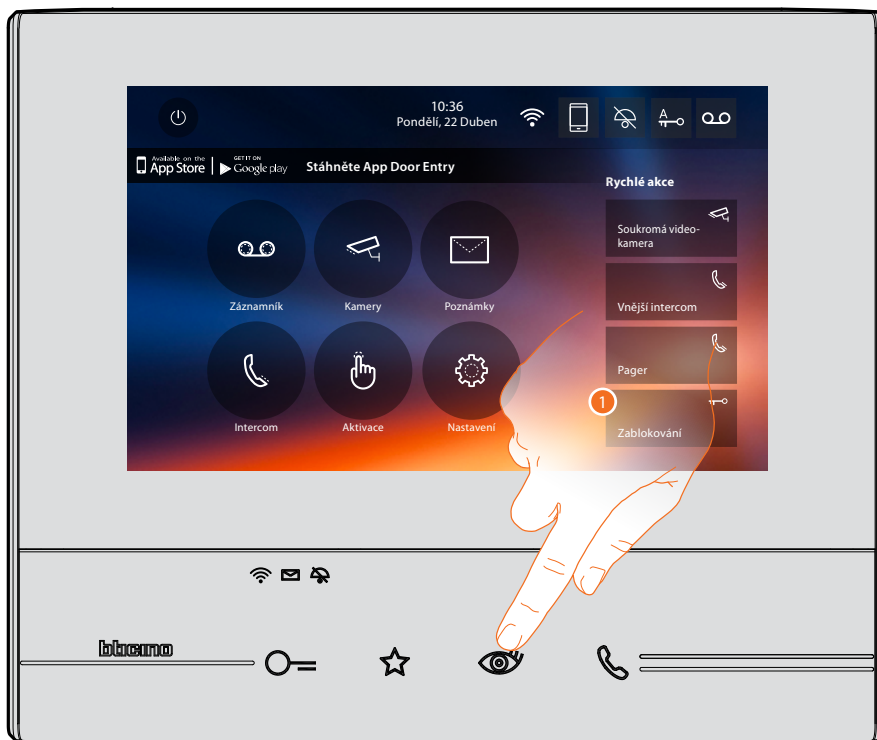 10:36
Pondělí, 22 Duben
A
Available on the
App Store
GET IT ON
Google play
Stáhněte App Door Entry
Rychlé akce
Soukromá video-
kamera
Záznamník
Kamery
Poznámky
Vnější intercom
Pager
1
Intercom
Aktivace
Nastavení
Zablokování
bticino